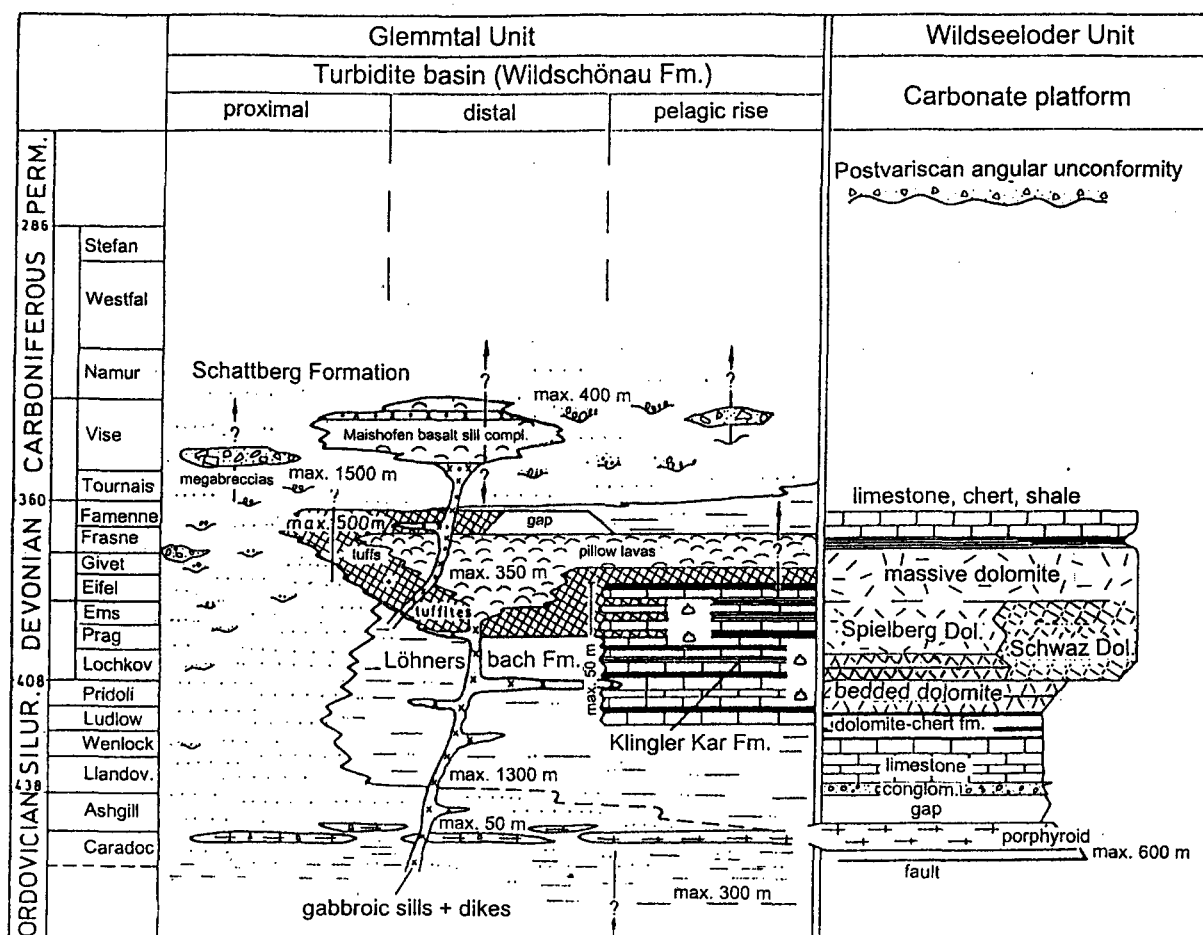 Glemmtal Unit
Wildseeloder Unit
Turbidite basin (Wildschönau Fm.)
Carbonate platform
proximal
distal
pelagic rise
PERM.
CARBONIFEROUS
DEVONIAN
SILUR.
ORDOVICIAN
286
360
408
438
Stefan
Westfal
Namur
Vise
Tournais
Famenne
Frasne
Givet
Eifel
Ems
Prag
Lochkov
Pridoli
Ludlow
Wenlock
Llandov.
Ashgill
Caradoc
Postvariscan angular unconformity
Schattberg Formation
?
?
max. 400 m
?
Maishofen basalt sill compl.
megabreccias
max. 1500 m
?
max. 500 m
gap
tuffs
pillow lavas
?
max. 350 m
tuffites
Löhners bach Fm.
max. 50 m
Klingler Kar Fm.
max. 1300 m
max. 50 m
max. 300 m
?
gabbroic sills + dikes
limestone, chert, shale
massive dolomite
Spielberg Dol.
Schwaz Dol.
bedded dolomite
dolomite-chert fm.
limestone
conglom.
gap
porphyroid
max. 600 m
fault